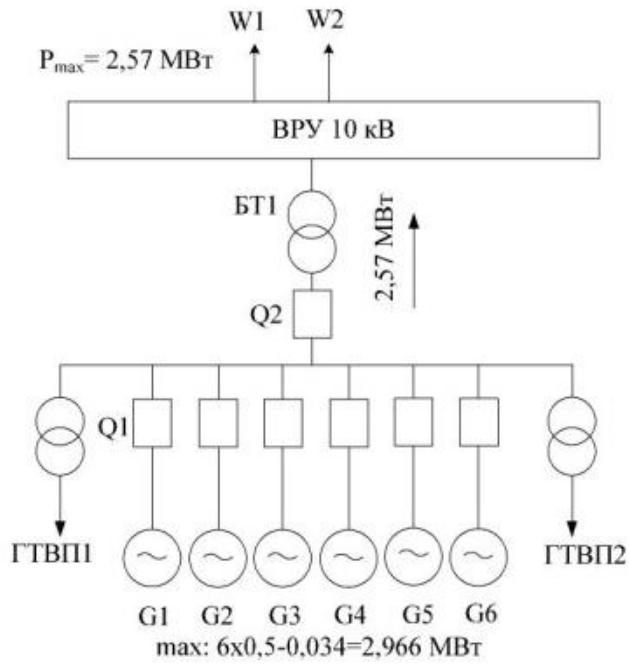 W1 W2
Pmax= 2,57 МВт
ВРУ 10 кВ
БТ1
2,57 МВт
Q2
Q1
ГТВП1 ГТВП2
G1 G2 G3 G4 G5 G6
max: 6x0,5-0,034=2,966 МВт